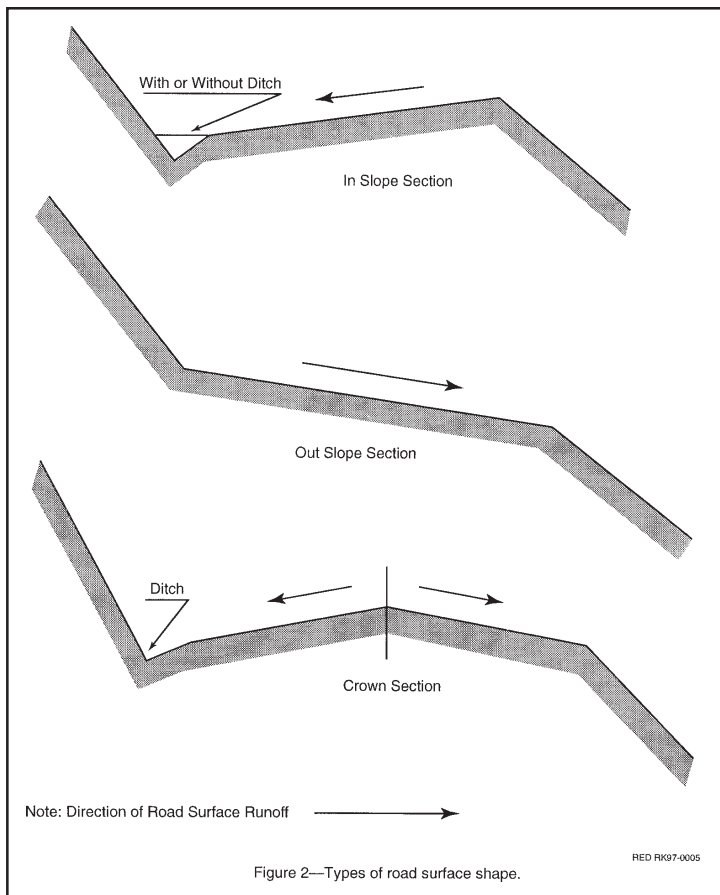 With or Without Ditch
In Slope Section
Out Slope Section
Ditch
Crown Section
Note: Direction of Road Surface Runoff
RED RK97-0005
Figure 2—Types of road surface shape.